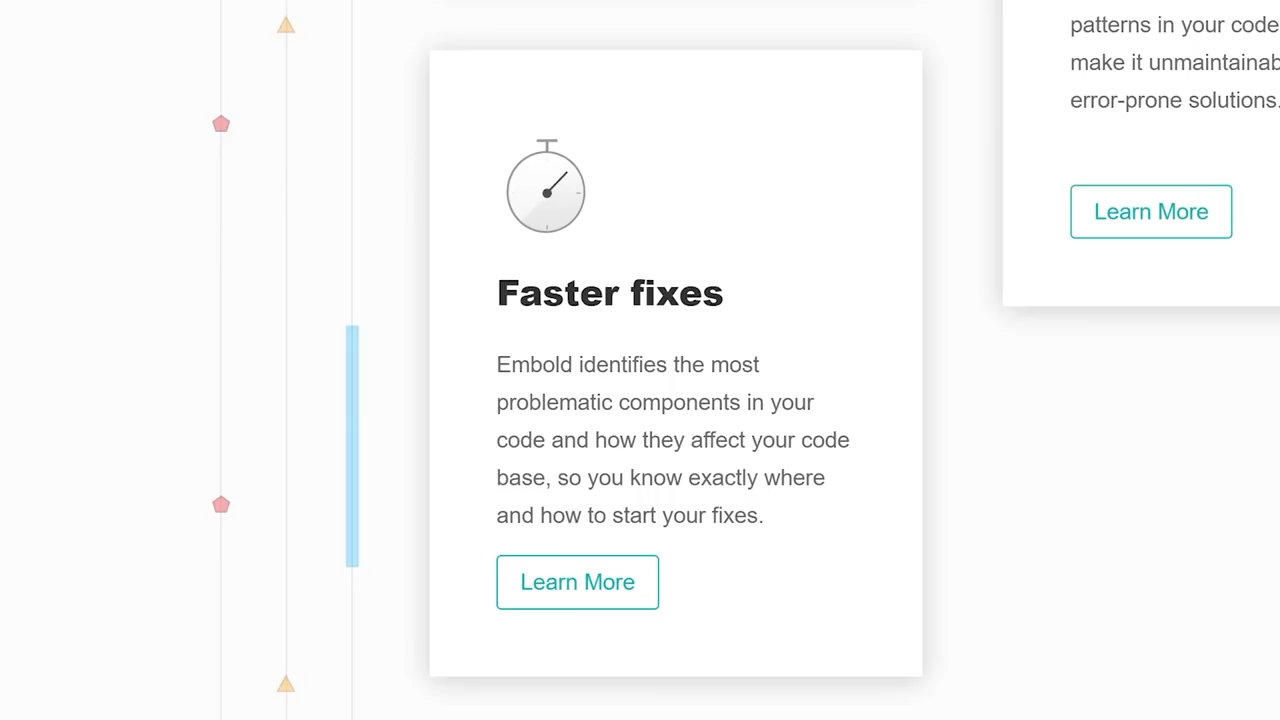 Faster fixes
Embold identifies the most
problematic components in your
code and how they affect your code
base, so you know exactly where
and how to start your fixes.
Learn More
patterns in your code
make it unmaintainab
error-prone solutions.
Learn More